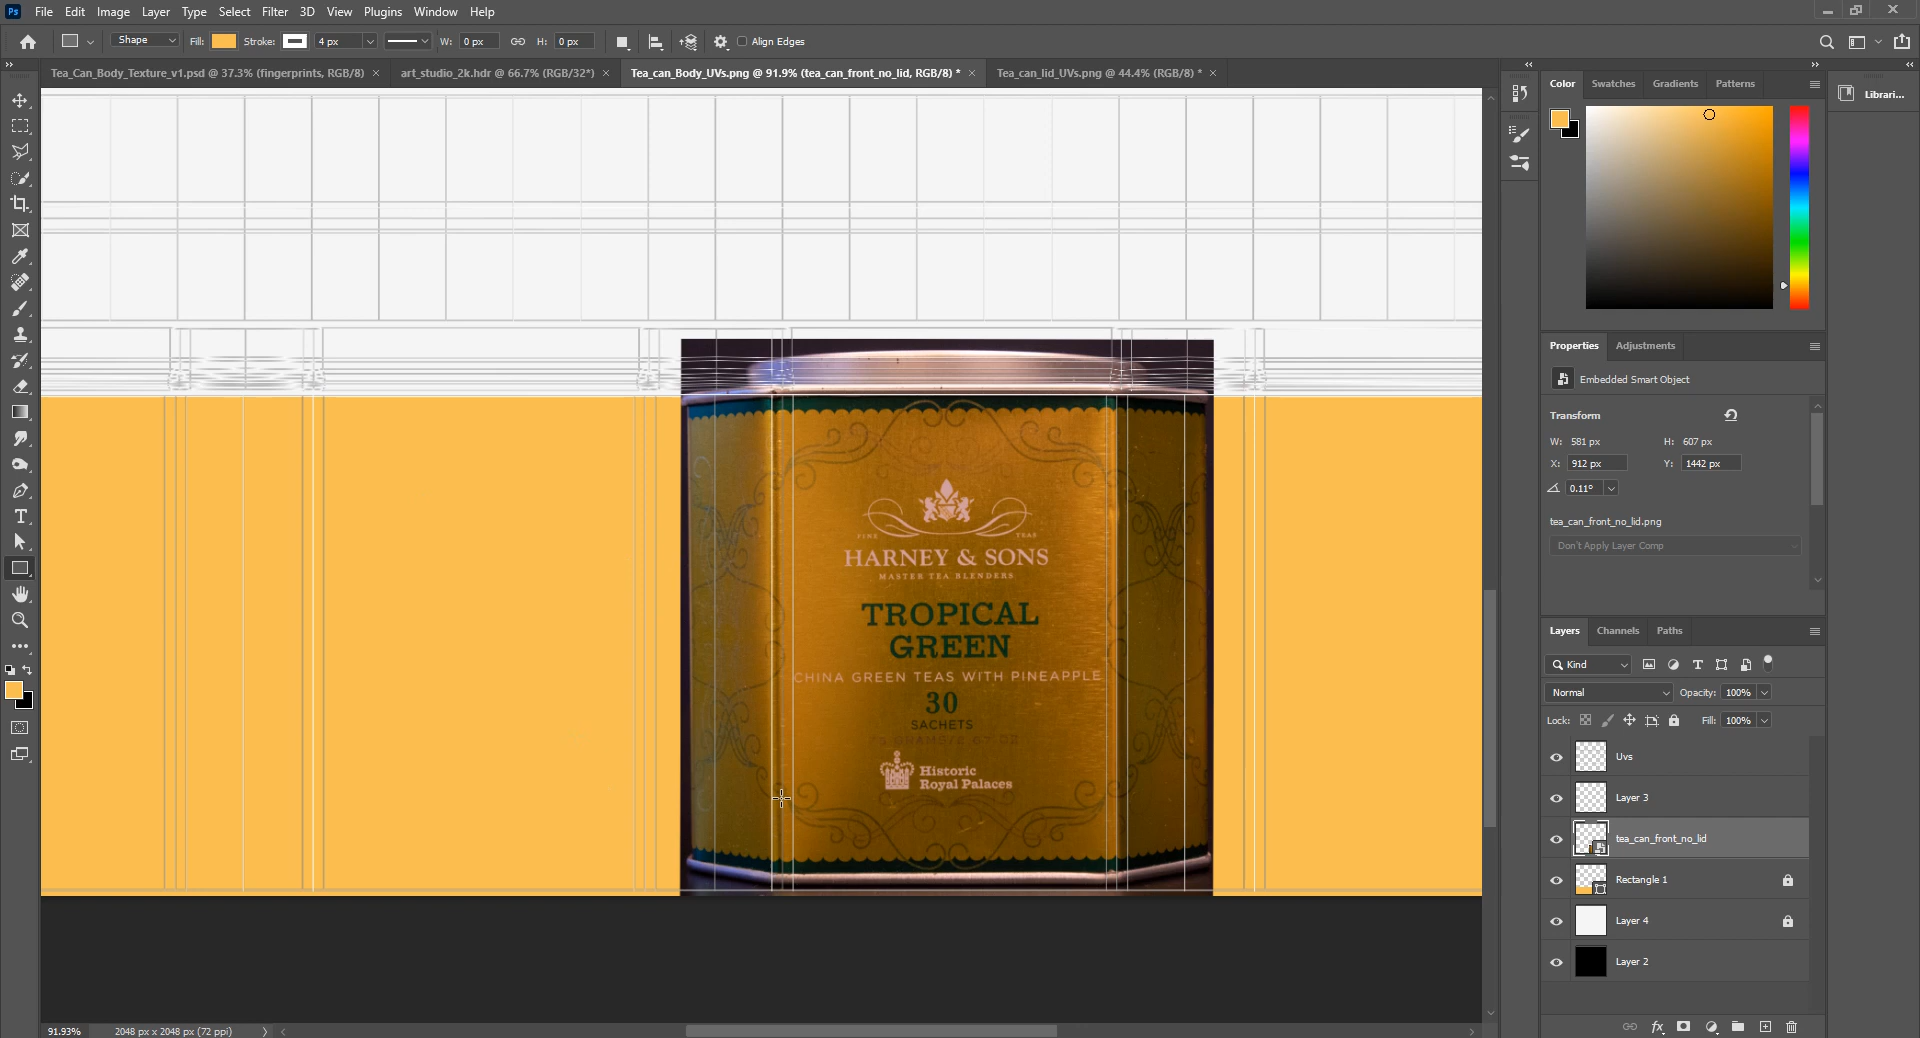 Ps File Edit Image Layer Type Select Filter 3D View Plugins Window Help
Shape Fill: Stroke: 4 px W: 0 px H: 0 px Align Edges
Tea_Can_Body_Texture_v1.psd @ 37.3% (fingerprints, RGB/8) × art_studio_2k.hdr @ 66.7% (RGB/32*) × Tea_can_Body_UVs.png @ 91.9% (tea_can_front_no_lid, RGB/8) * × Tea_can_lid_UVs.png @ 44.4% (RGB/8) * ×
Color Swatches Gradients Patterns
Librari...
Properties Adjustments
Embedded Smart Object
Transform
W: 581 px H: 607 px
X: 912 px Y: 1442 px
0.11°
tea_can_front_no_lid.png
Don't Apply Layer Comp
Layers Channels Paths
Kind
Normal Opacity: 100%
Lock: Fill: 100%
Uvs
Layer 3
tea_can_front_no_lid
Rectangle 1
Layer 4
Layer 2
FINE TEAS
HARNEY & SONS
MASTER TEA BLENDERS
TROPICAL
GREEN
CHINA GREEN TEAS WITH PINEAPPLE
30
SACHETS
Historic
Royal Palaces
91.93% 2048 px x 2048 px (72 ppi)